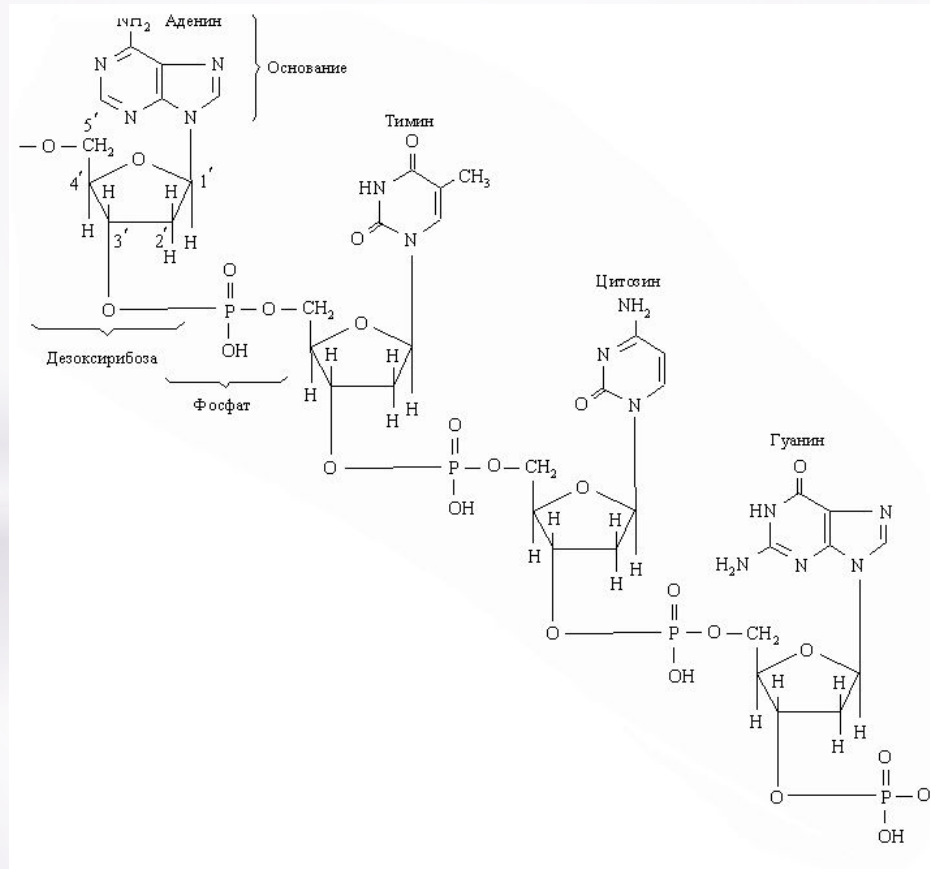 NH2 Аденин
N
N
N
N
Основание
5′
O
CH2
O
4′
H
H
1′
H
3′
2′
H
H
Тимин
O
HN
CH3
O
N
O
O
P
O
CH2
OH
Дезоксирибоза
Фосфат
O
H
H
H
H
H
H
Цитозин
NH2
N
O
N
O
O
P
O
CH2
OH
O
H
H
H
H
H
H
Гуанин
O
HN
N
H2N
N
N
O
O
P
O
CH2
OH
O
H
H
H
H
H
H
O
O
P
O
OH